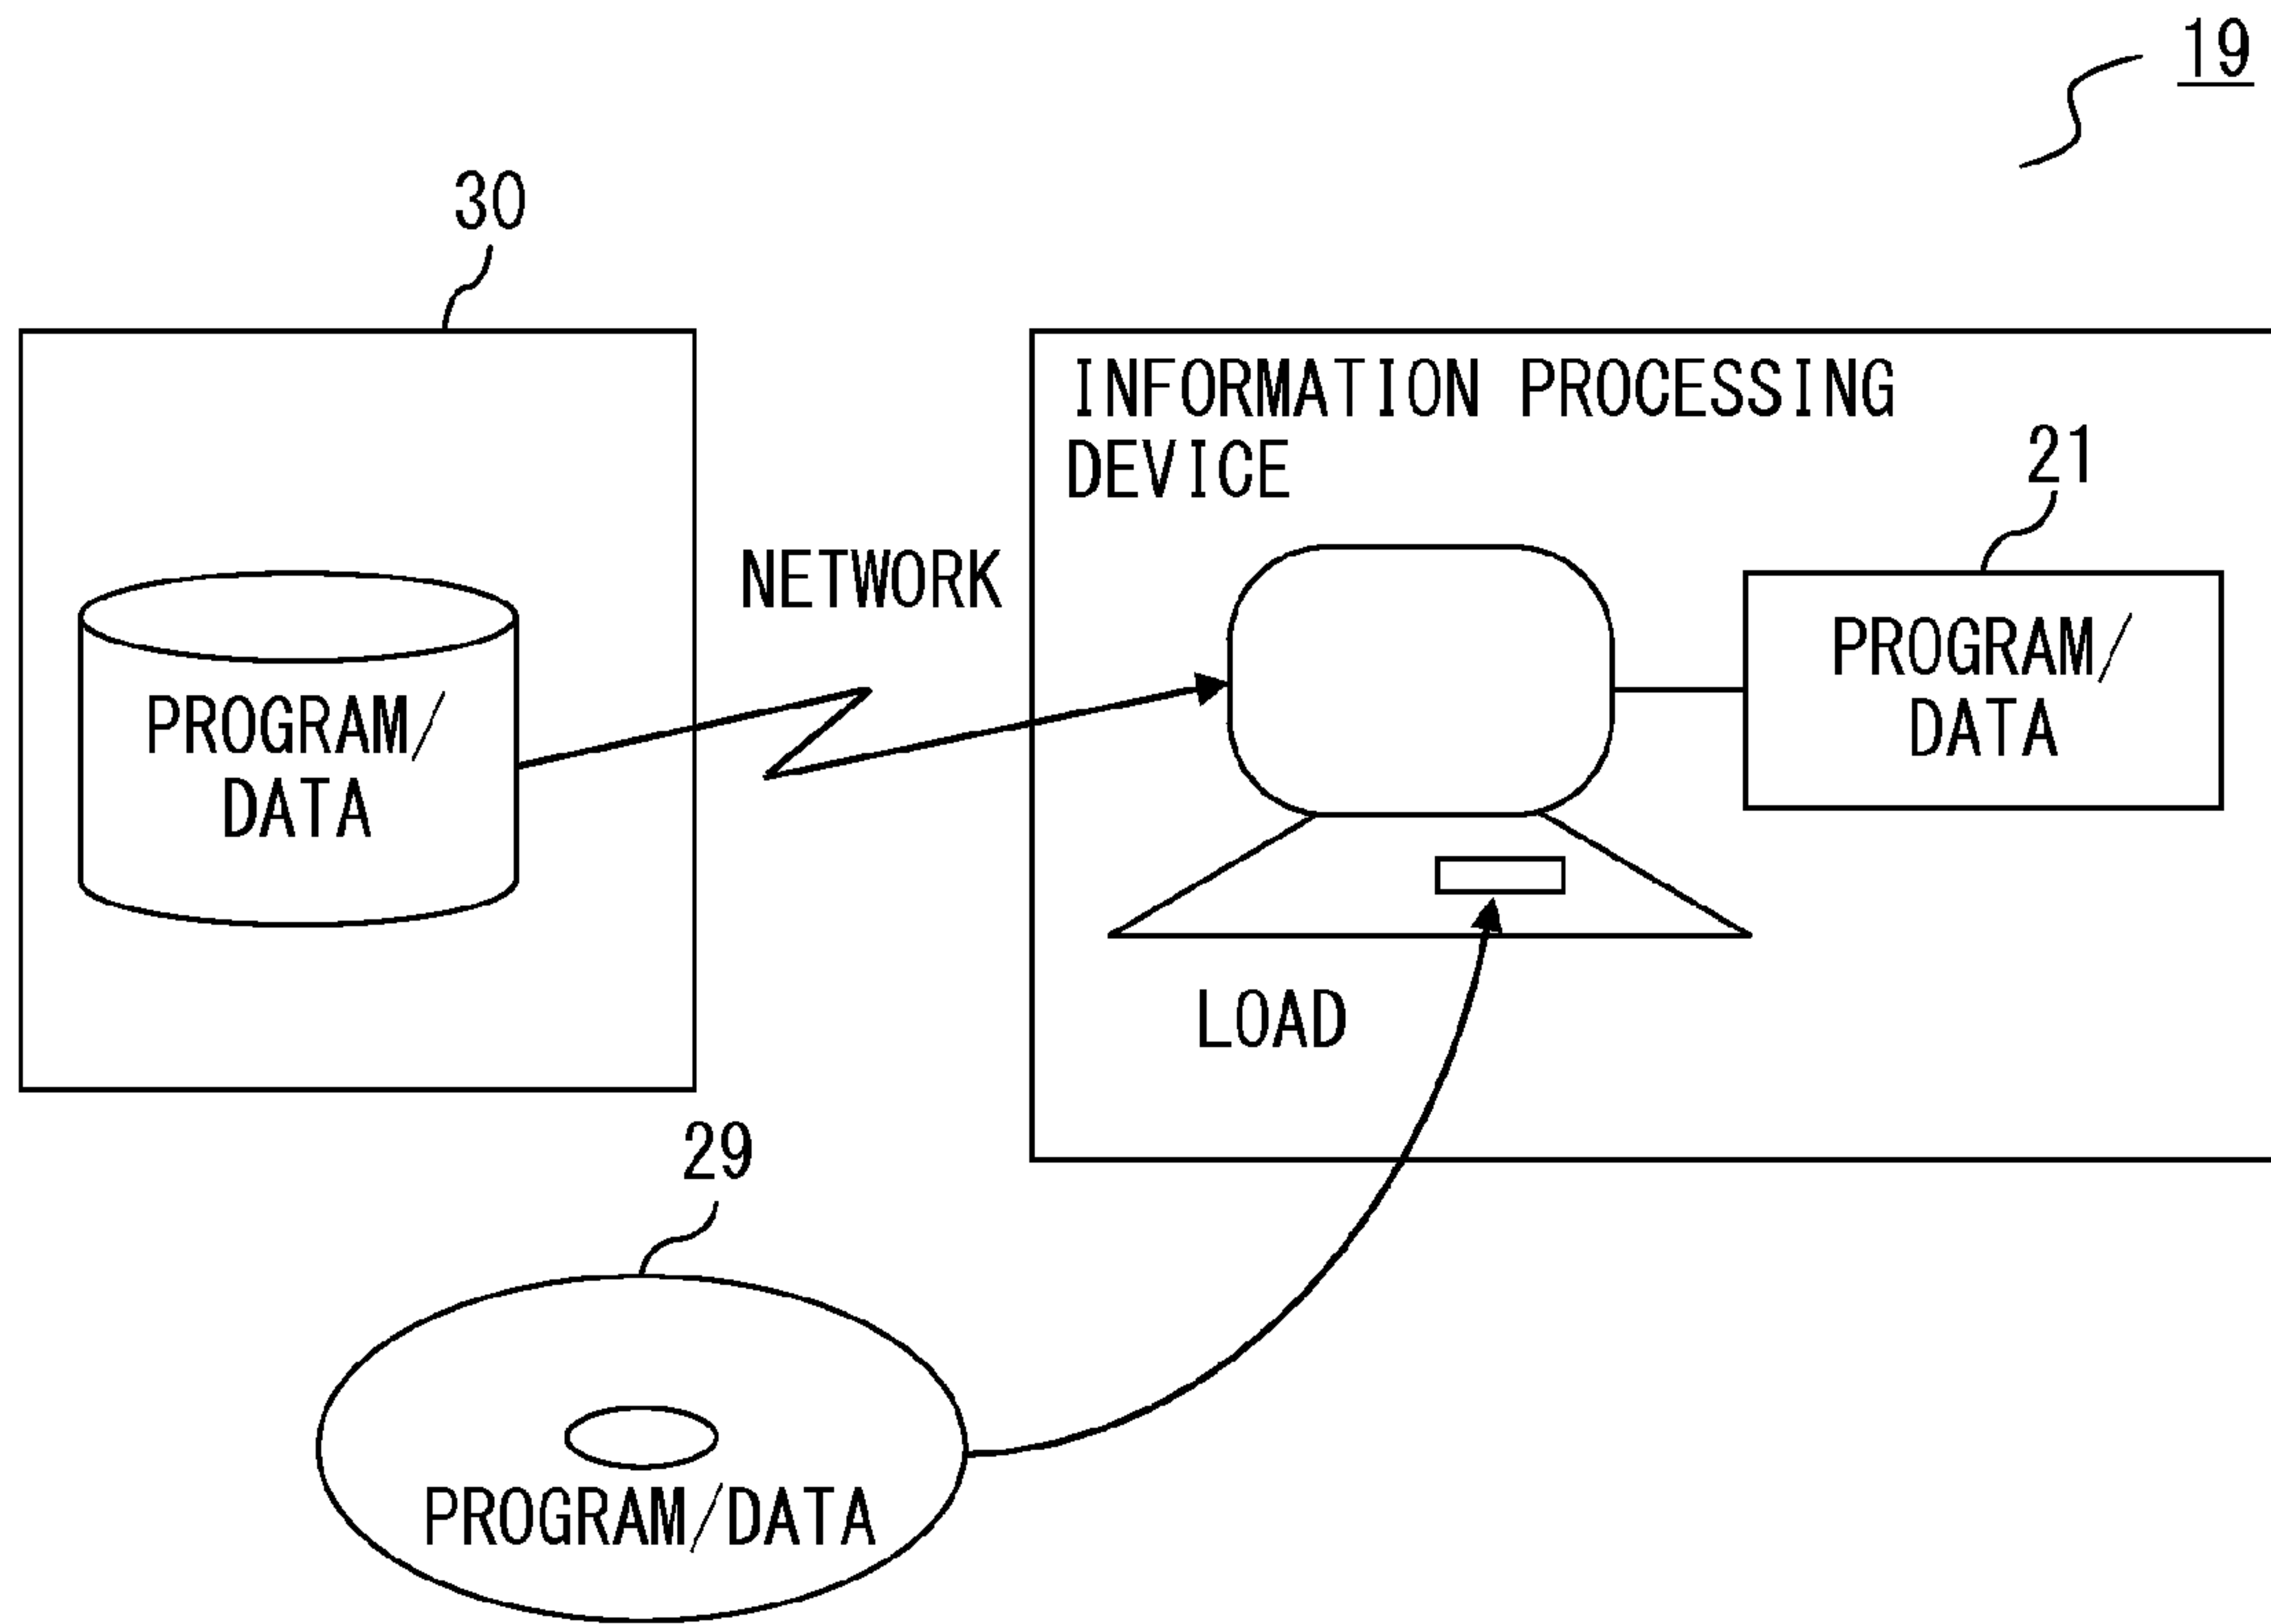 19
30
INFORMATION PROCESSING
DEVICE
21
NETWORK
PROGRAM/
DATA
PROGRAM/
DATA
LOAD
29
PROGRAM/DATA